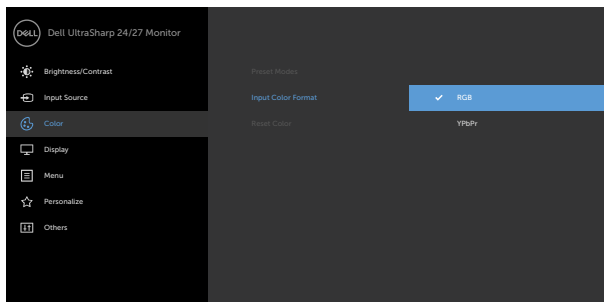 DELL
Dell UltraSharp 24/27 Monitor
Brightness/Contrast
Input Source
Color
Display
Menu
Personalize
Others
Preset Modes
Input Color Format
Reset Color
RGB
YPbPr